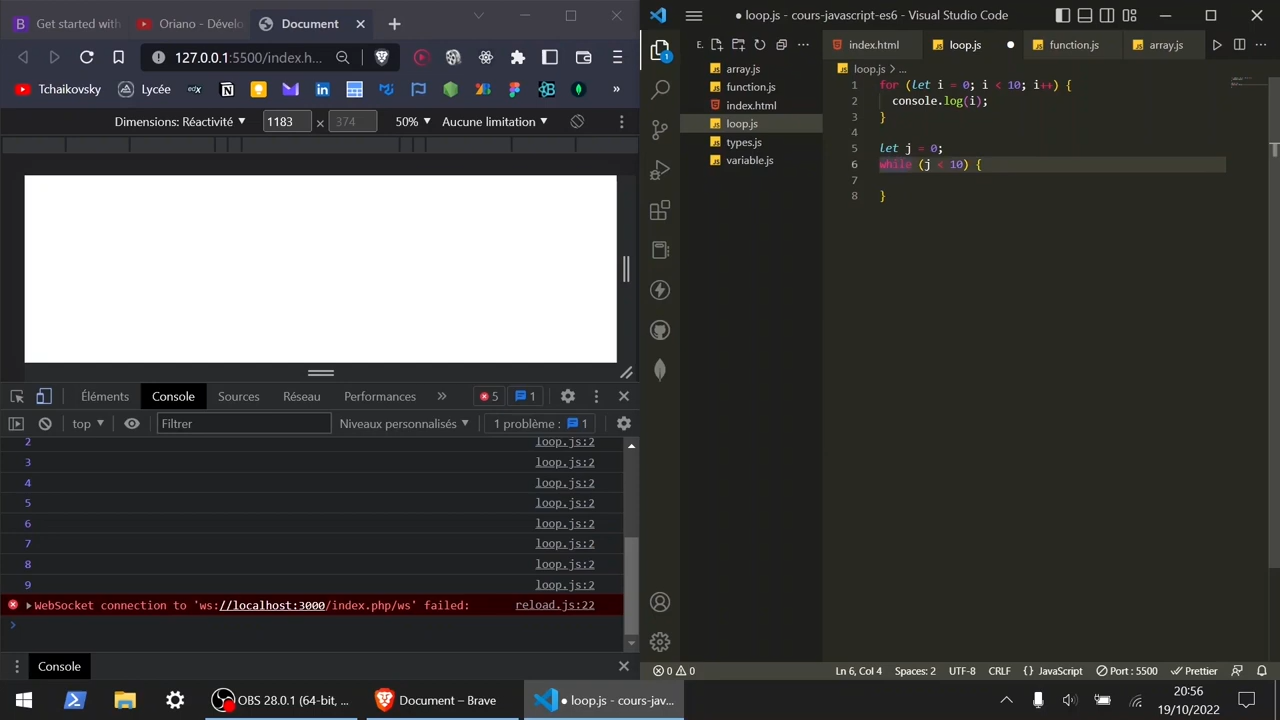 Get started with
Oriano - Dévelo
Document
127.0.0.1:5500/index.h...
Tchaikovsky
Lycée
»
Dimensions: Réactivité
1183
×
374
50%
Aucune limitation
Éléments
Console
Sources
Réseau
Performances
»
5
1
top
Filtrer
Niveaux personnalisés
1 problème :
1
2
loop.js:2
3
loop.js:2
4
loop.js:2
5
loop.js:2
6
loop.js:2
7
loop.js:2
8
loop.js:2
9
loop.js:2
WebSocket connection to 'ws://localhost:3000/index.php/ws' failed:
reload.js:22
Console
● loop.js - cours-javascript-es6 - Visual Studio Code
E.
array.js
function.js
index.html
loop.js
types.js
variable.js
1
index.html
loop.js
function.js
array.js
loop.js > ...
1 for (let i = 0; i < 10; i++) {
2 console.log(i);
3 }
4
5 let j = 0;
6 while (j < 10) {
7
8 }
0
0
Ln 6, Col 4
Spaces: 2
UTF-8
CRLF
{} JavaScript
Port : 5500
Prettier
OBS 28.0.1 (64-bit, ...
Document – Brave
● loop.js - cours-jav...
20:56
19/10/2022